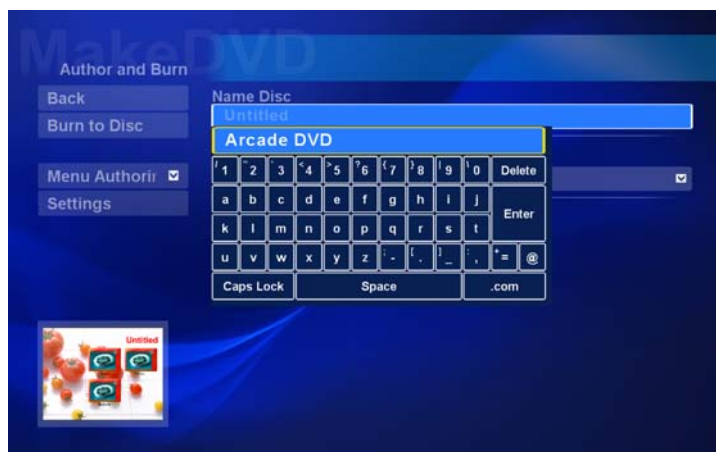 MakeDVD
Author and Burn
Back
Burn to Disc
Menu Authorir
Settings
Name Disc
Untitled
Arcade DVD
1 "2 3 <4 >5 ?6 {7 }8 |9 \0 Delete
a b c d e f g h i j
Enter
k l m n o p q r s t
u v w x y z - [. ]_ , += @
Caps Lock Space .com
Untitled